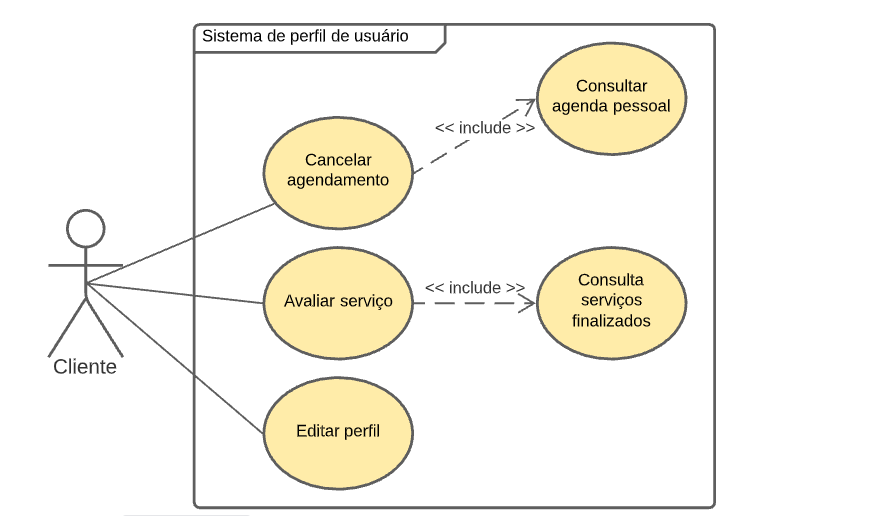 Sistema de perfil de usuário
Consultar
agenda pessoal
<< include >>
Cancelar
agendamento
Avaliar serviço
<< include >>
Consulta
serviços
finalizados
Cliente
Editar perfil